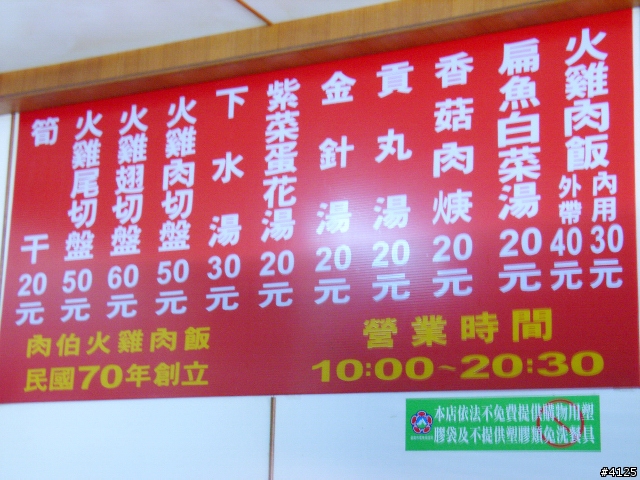 火雞肉飯 內用30元 外帶40元
扁魚白菜湯20元
香菇肉焿20元
貢丸湯20元
金針湯20元
紫菜蛋花湯20元
下水湯30元
火雞肉切盤50元
火雞翅切盤60元
火雞尾切盤50元
筍干20元
肉伯火雞肉飯
民國70年創立
營業時間
10:00~20:30
本店依法不免費提供購物用塑
膠袋及不提供塑膠類免洗餐具
#4125